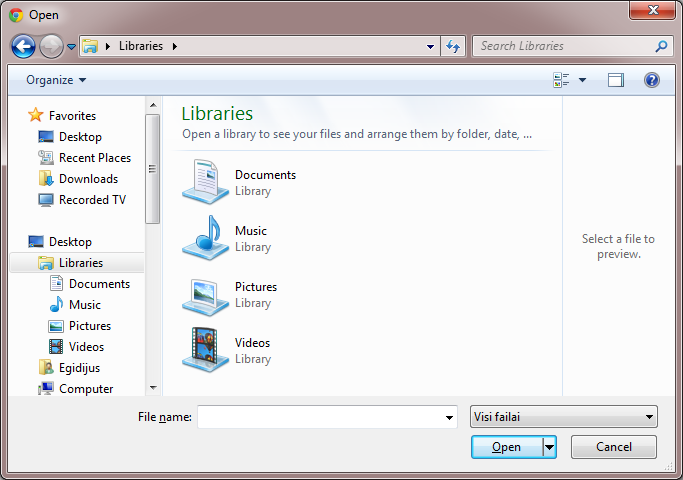 Open
Libraries
Search Libraries
Organize
Favorites
Desktop
Recent Places
Downloads
Recorded TV
Desktop
Libraries
Documents
Music
Pictures
Videos
Egidijus
Computer
Libraries
Open a library to see your files and arrange them by folder, date, ...
Documents
Library
Music
Library
Pictures
Library
Videos
Library
Select a file to
preview.
File name:
Visi failai
Open
Cancel